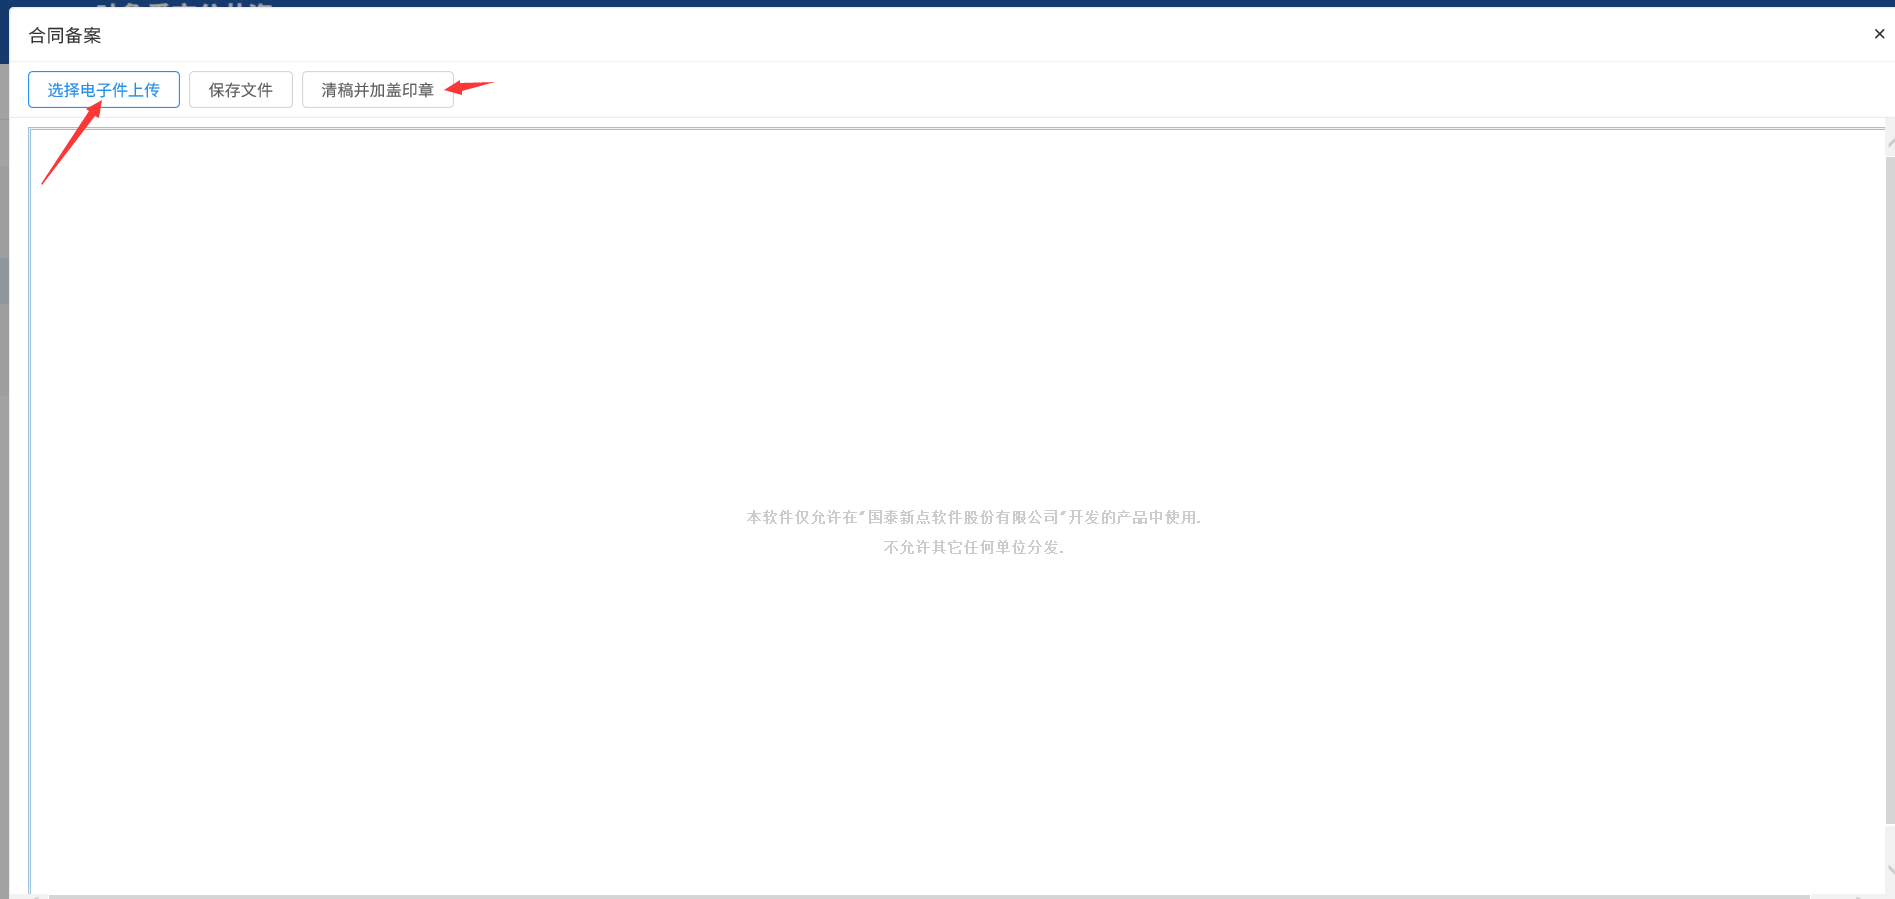 合同备案
选择电子件上传 保存文件 清稿并加盖印章
本软件仅允许在"国泰新点软件股份有限公司"开发的产品中使用.
不允许其它任何单位分发.